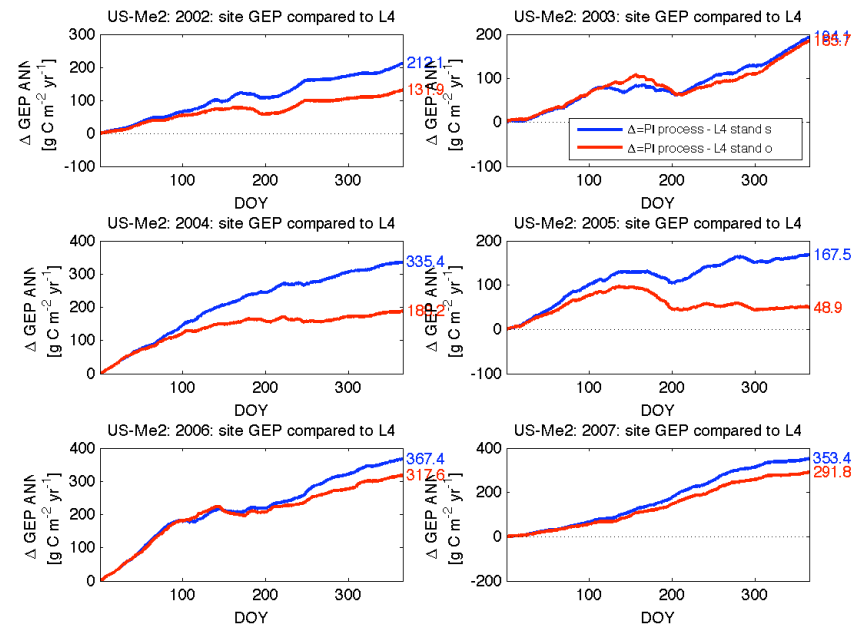 US-Me2: 2002: site GEP compared to L4
300
200
100
0
-100
100
200
300
DOY
Δ GEP ANN
[g C m⁻² yr⁻¹]
212.1
131.9
US-Me2: 2003: site GEP compared to L4
200
100
0
-100
100
200
300
DOY
Δ GEP ANN
[g C m⁻² yr⁻¹]
194.1
Δ=PI process - L4 stand s
Δ=PI process - L4 stand o
US-Me2: 2004: site GEP compared to L4
400
300
200
100
0
100
200
300
DOY
Δ GEP ANN
[g C m⁻² yr⁻¹]
335.4
US-Me2: 2005: site GEP compared to L4
200
100
0
-100
100
200
300
DOY
Δ GEP ANN
[g C m⁻² yr⁻¹]
167.5
48.9
US-Me2: 2006: site GEP compared to L4
400
300
200
100
0
100
200
300
DOY
Δ GEP ANN
[g C m⁻² yr⁻¹]
367.4
317.6
US-Me2: 2007: site GEP compared to L4
400
200
0
-200
100
200
300
DOY
Δ GEP ANN
[g C m⁻² yr⁻¹]
353.4
291.8